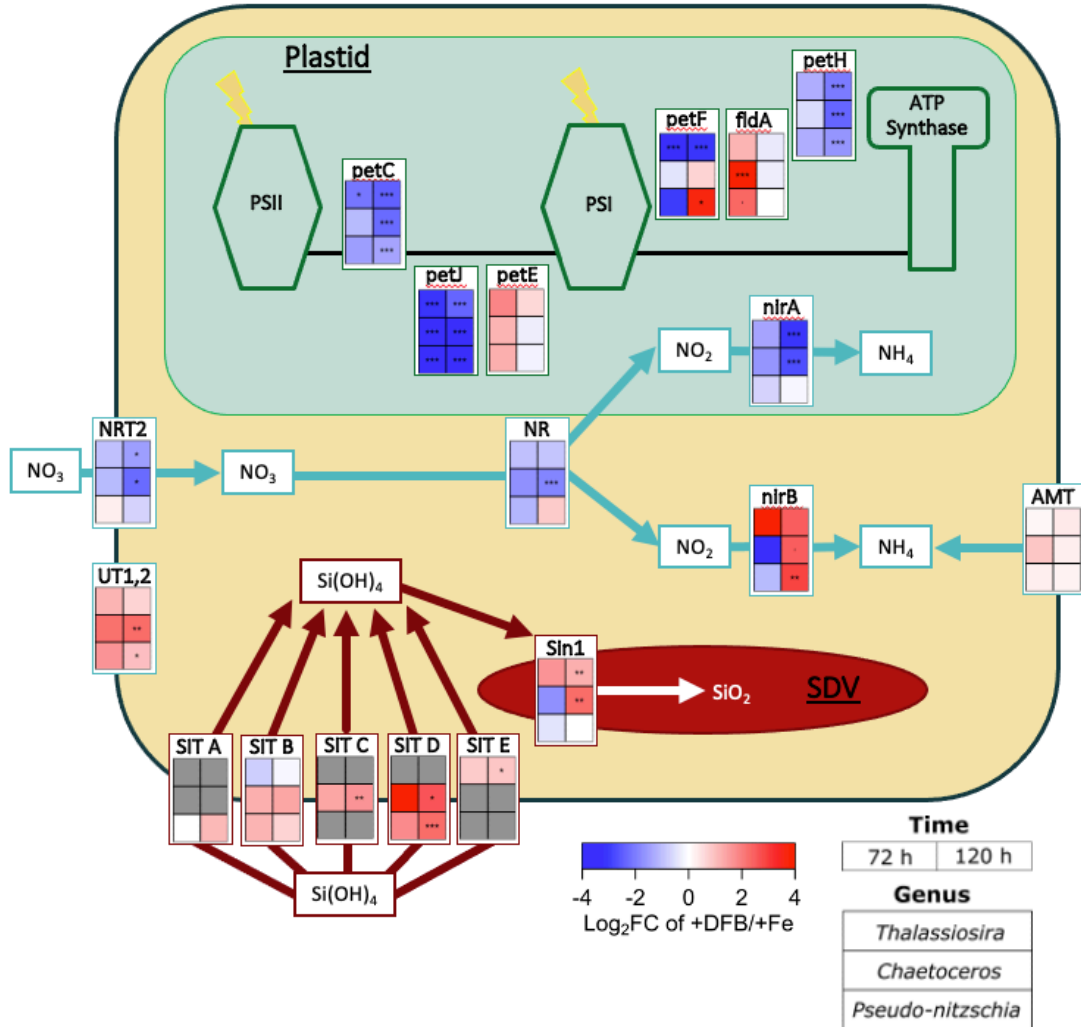 Plastid
petH
petF
fldA
ATP
Synthase
petC
PSII
PSI
*** *** ***
*** ***
* ***
***
***
***
*
***
*
petJ
petE
nirA
*** ***
*** ***
*** ***
***
***
NO2
NH4
NRT2
NR
NO3
NO3
*
*
***
nirB
AMT
NO2
NH4
.
**
UT1,2
Si(OH)4
**
*
Sin1
**
**
SiO2
SDV
SIT A
SIT B
SIT C
SIT D
SIT E
*
**
*
***
Si(OH)4
-4 -2 0 2 4
Log2FC of +DFB/+Fe
Time
72 h 120 h
Genus
Thalassiosira
Chaetoceros
Pseudo-nitzschia